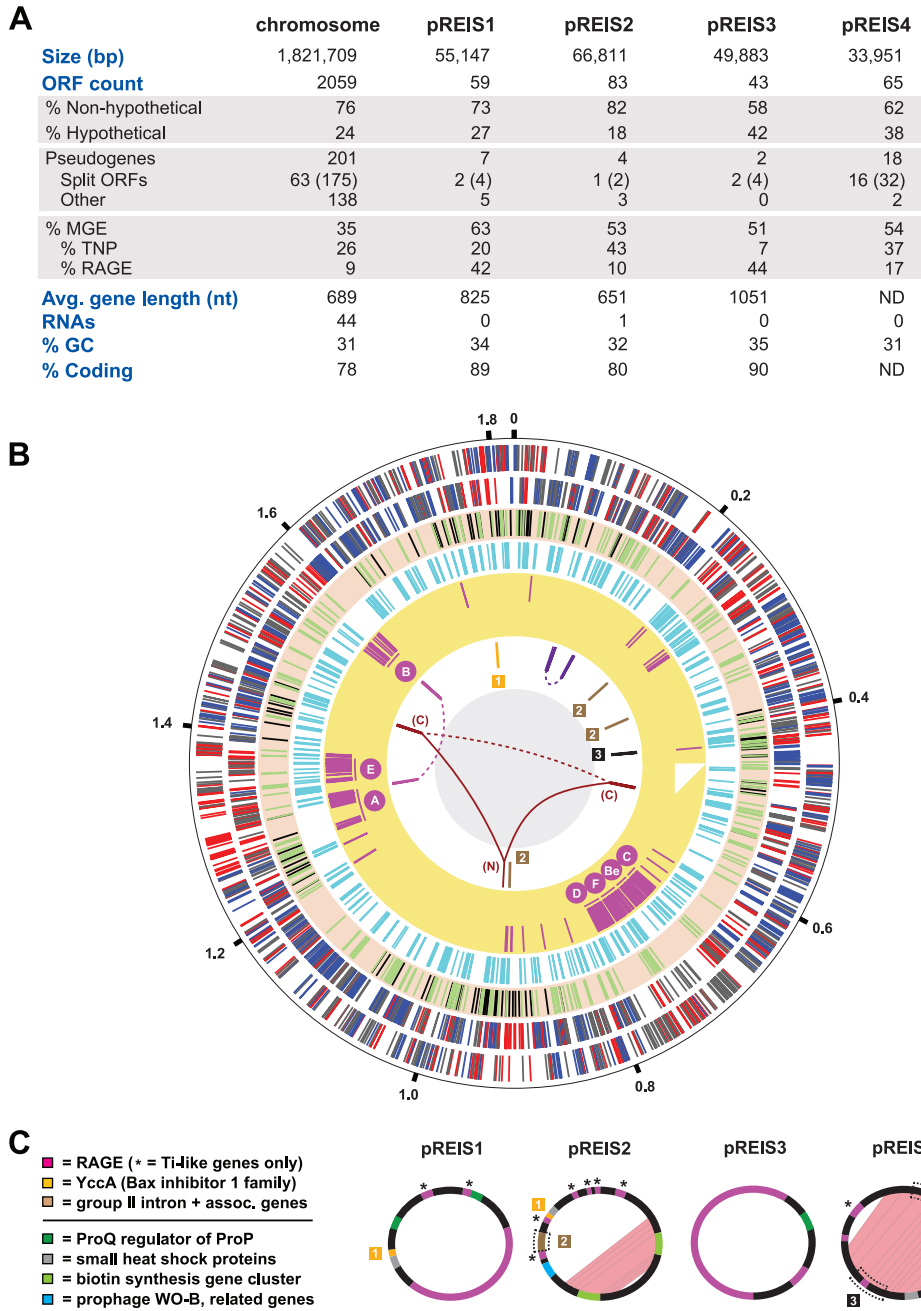 A
chromosome pREIS1 pREIS2 pREIS3 pREIS4
Size (bp) 1,821,709 55,147 66,811 49,883 33,951
ORF count 2059 59 83 43 65
% Non-hypothetical 76 73 82 58 62
% Hypothetical 24 27 18 42 38
Pseudogenes 201 7 4 2 18
Split ORFs 63 (175) 2 (4) 1 (2) 2 (4) 16 (32)
Other 138 5 3 0 2
% MGE 35 63 53 51 54
% TNP 26 20 43 7 37
% RAGE 9 42 10 44 17
Avg. gene length (nt) 689 825 651 1051 ND
RNAs 44 0 1 0 0
% GC 31 34 32 35 31
% Coding 78 89 80 90 ND
B
1.8 0
0.2
1.6
B
1
2
0.4
1.4
(C)
2
3
E
(C)
A
(N)
2
C
Be
F
D
0.6
1.2
0.8
1.0
C
pREIS1 pREIS2 pREIS3 pREIS
= RAGE (* = Ti-like genes only)
= YccA (Bax inhibitor 1 family)
= group II intron + assoc. genes
= ProQ regulator of ProP
= small heat shock proteins
= biotin synthesis gene cluster
= prophage WO-B, related genes
* *
1
* * * *
1
*
2
*
*
3